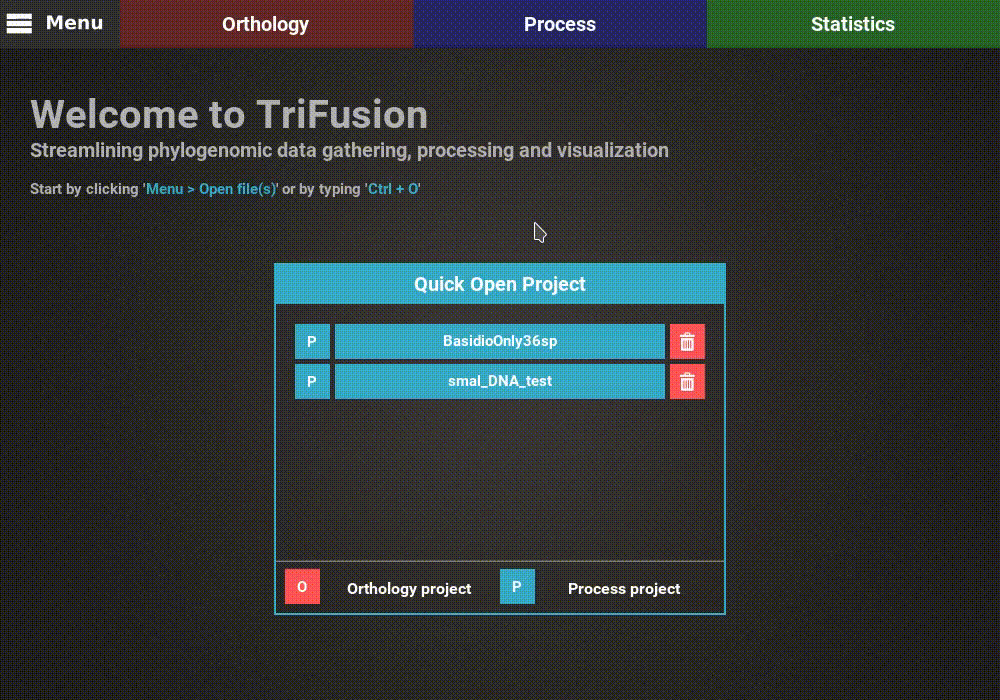 Menu
Orthology
Process
Statistics
Welcome to TriFusion
Streamlining phylogenomic data gathering, processing and visualization
Start by clicking 'Menu > Open file(s)' or by typing 'Ctrl + O'
Quick Open Project
P BasidioOnly36sp
P smal_DNA_test
O Orthology project P Process project